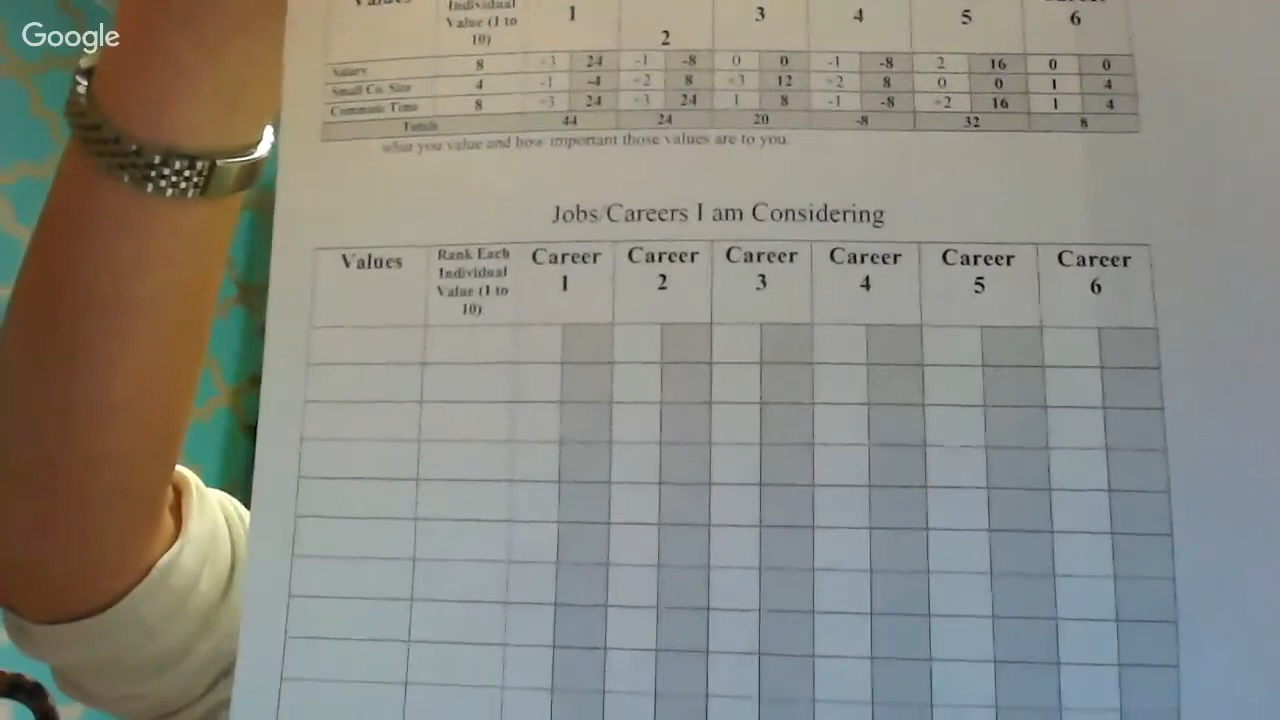 Google
Values Individual Value (1 to 10) 1 2 3 4 5 6
Salary 8 +3 24 -1 -8 0 0 -1 -8 2 16 0 0
Small Co. Size 4 -1 -4 +2 8 +3 12 +2 8 0 0 1 4
Commute Time 8 +3 24 +3 24 1 8 -1 -8 +2 16 1 4
Totals 44 24 20 -8 32 8
what you value and how important those values are to you.
Jobs/Careers I am Considering
Values Rank Each Individual Value (1 to 10) Career 1 Career 2 Career 3 Career 4 Career 5 Career 6